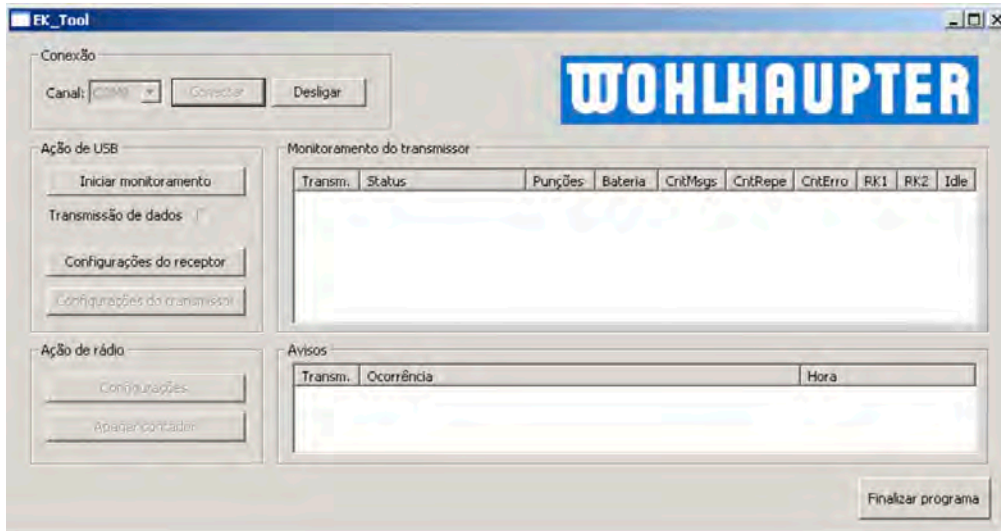 EK_Tool
Conexão
Canal: COM9 Conectar Desligar
WOHLHAUPTER
Ação de USB
Iniciar monitoramento
Transmissão de dados
Configurações do receptor
Configurações do transmissor
Monitoramento do transmissor
Transm. Status Punções Bateria CntMsgs CntRepe CntErro RK1 RK2 Idle
Ação de rádio
Configurações
Apagar contador
Avisos
Transm. Ocorrência Hora
Finalizar programa